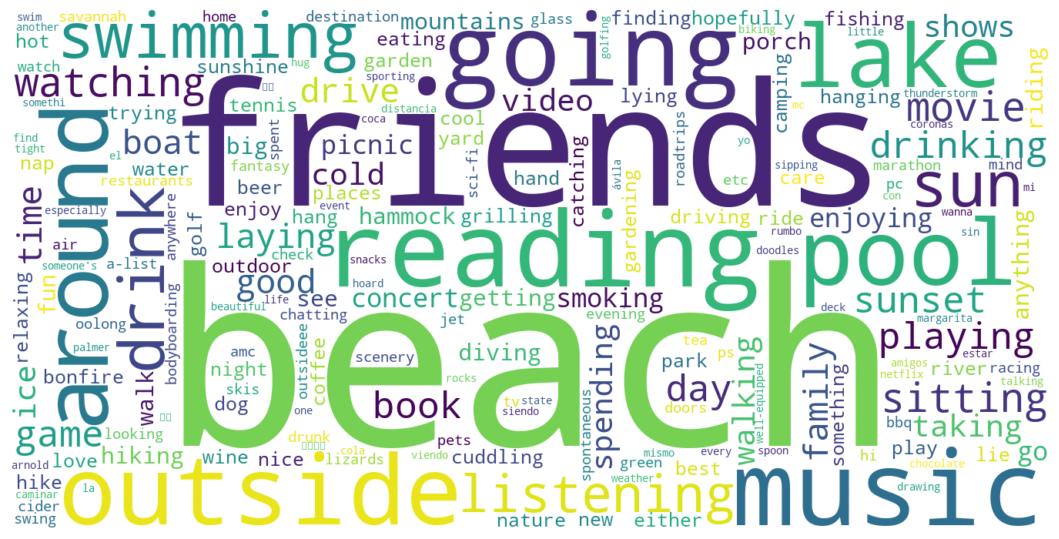 swim
savannah
home
destination
mountains
glass
finding
hopefully
fishing
little
shows
another
hot
swimming
eating
going
biking
golfing
porch
lake
watch
sunshine
hug
garden
camping
riding
watching
drive
sporting
video
lying
hanging
thunderstorm
movie
somethi
trying
tennis
distancia
cool
mc
coronas
find
tight
around
boat
friends
big
spent
picnic
yard
sci-fi
catching
roadtrips
yo
drinking
nap
el
water
fantasy
cold
hand
ávila
etc
sipping
marathon
mind
restaurants
beer
places
care
pc
sun
mi
especially
time
drink
anywhere
golf
enjoy
event
hang
hammock
grilling
gardening
driving
ride
enjoying
con
wanna
air
laying
check
reading
rumbo
pool
sin
anything
someone's
a-list
outdoor
snacks
doodles
fun
good
life
hoard
concert
getting
smoking
deck
sunset
relaxing
beautiful
see
chatting
evening
margarita
oolong
jet
playing
palmer
bodyboarding
beach
amc
outsideee
scenery
diving
park
tea
ps
estar
ice
bonfire
walk
night
coffee
rocks
day
family
amigos
river
racing
skis
spending
walking
netflix
talking
dog
one
book
tv
state
siendo
doors
well-equipped
something
sitting
game
looking
drunk
cola
coca
pets
spontaneous
bbq
taking
hiking
viendo
mismo
every
spoon
play
arnold
love
wine
nice
lizards
cuddling
green
best
hi
lie
go
hike
weather
chocolate
caminar
la
outside
listening
drawing
music
cider
swing
nature
new
either